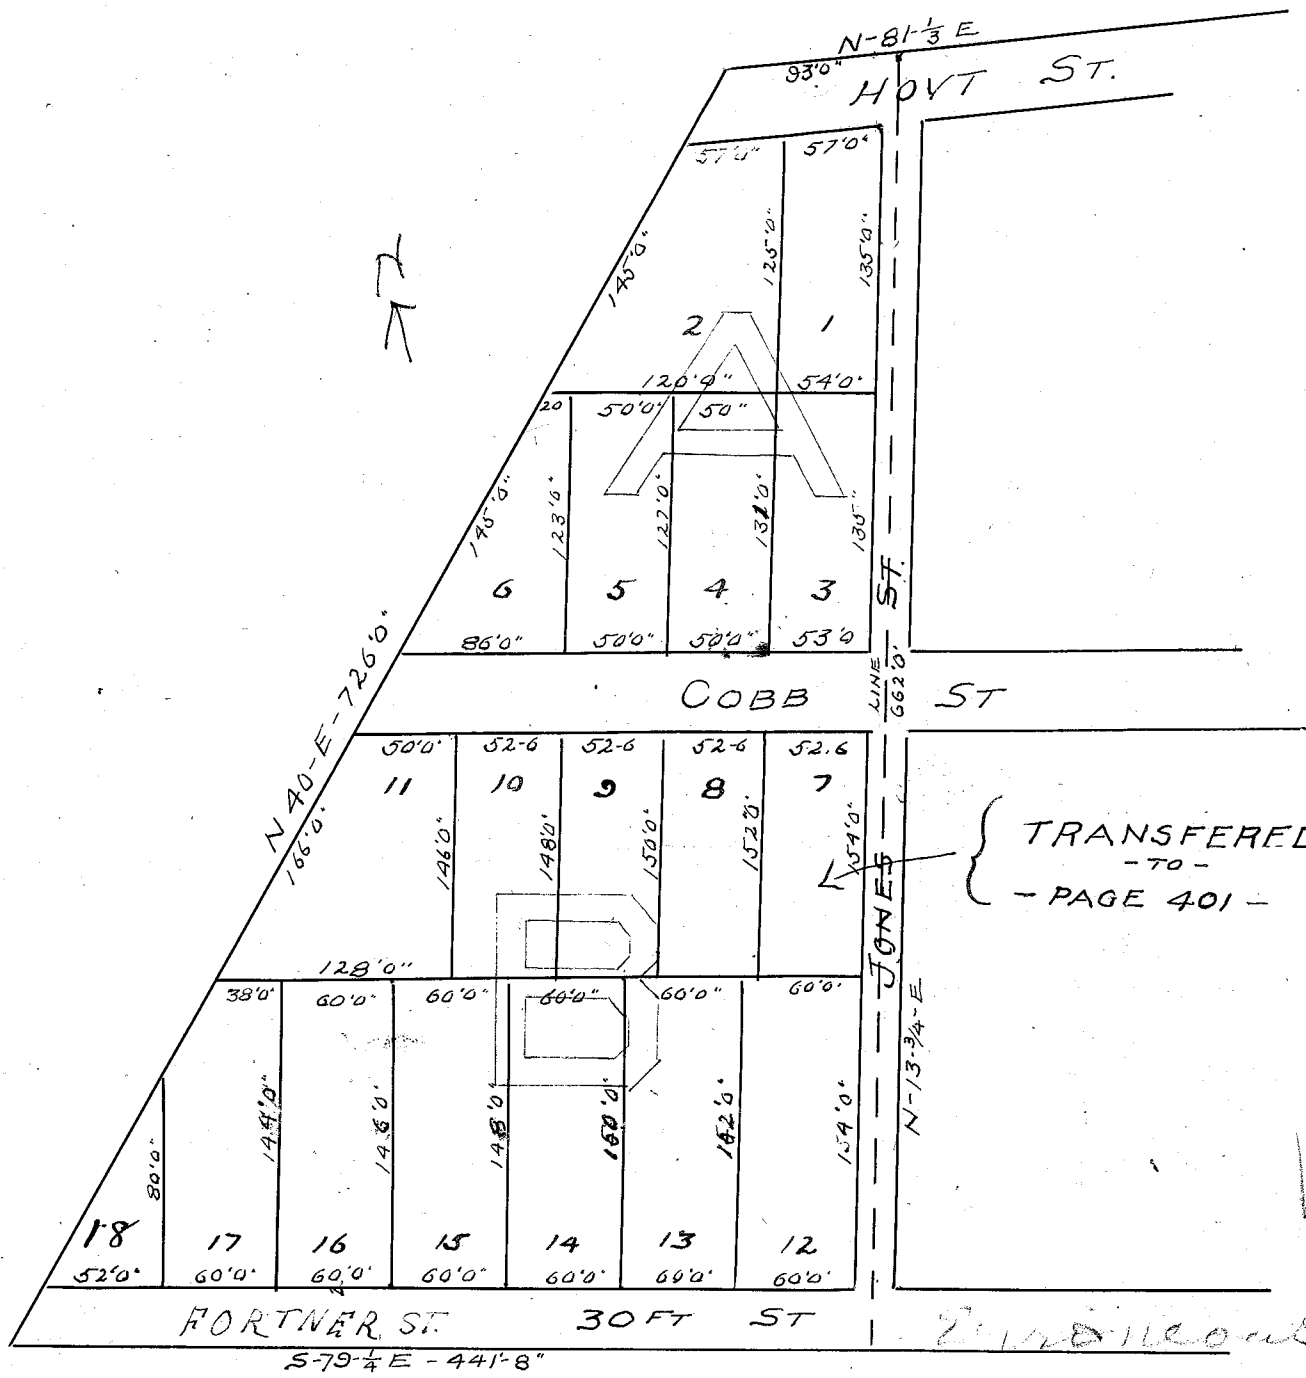 N-81-⅓ E
93'0"
HOYT ST.
57'0" 57'0"
145'0" 125'0" 135'0"
2 1
A
120'0" 54'0"
20 50'0" 50"
145'0" 123'0" 127'0" 131'0" 135"
6 5 4 3
86'0" 50'0" 50'0" 53'0
N 40-E-726'0"
COBB ST
LINE 662'0"
50'0" 52-6 52-6 52-6 52.6
11 10 9 8 7
166'0" 146'0" 148'0" 150'0" 152'0" 154'0"
TRANSFERED
- TO -
- PAGE 401 -
JONES ST.
B
128'0"
38'0" 60'0" 60'0" 60'0" 60'0" 60'0"
N-13-¾-E
80'0" 144'0" 146'0" 148'0" 150'0" 152'0" 154'0"
18 17 16 15 14 13 12
52'0" 60'0" 60'0" 60'0" 60'0" 60'0" 60'0"
FORTNER ST. 30 FT ST
S-79-¼ E - 441'-8"